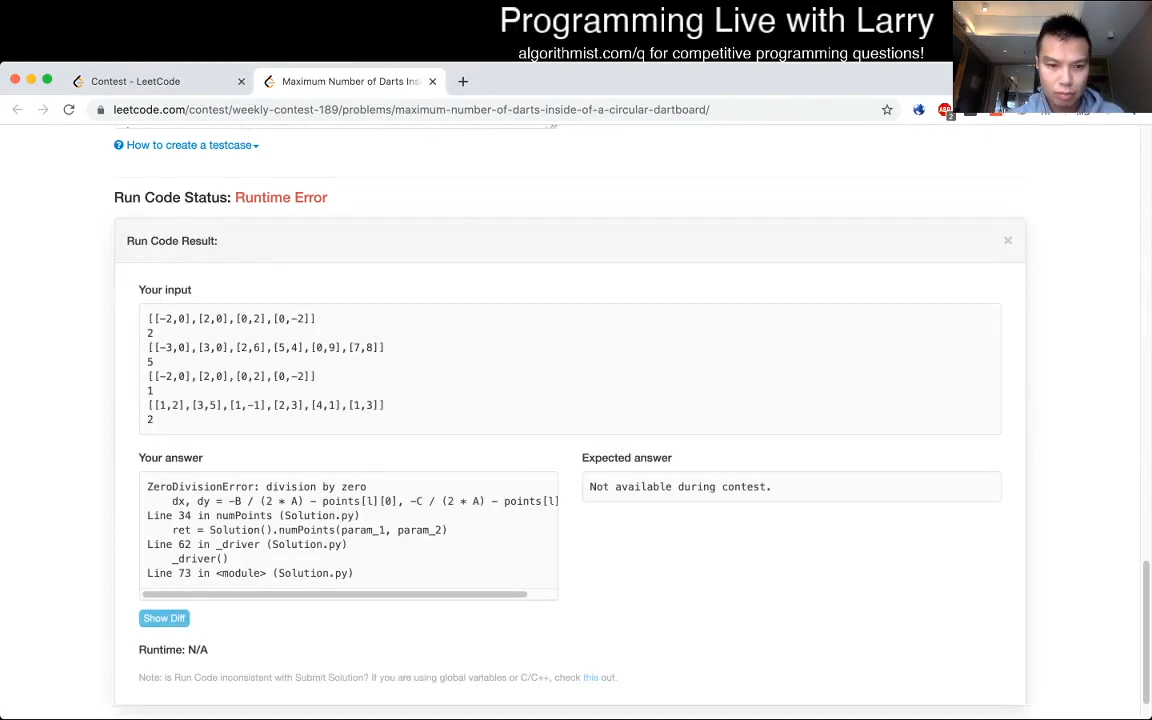 Programming Live with Larry
algorithmist.com/q for competitive programming questions!
Contest - LeetCode
Maximum Number of Darts Ins
leetcode.com/contest/weekly-contest-189/problems/maximum-number-of-darts-inside-of-a-circular-dartboard/
How to create a testcase
Run Code Status: Runtime Error
Run Code Result:
Your input
[[-2,0],[2,0],[0,2],[0,-2]]
2
[[-3,0],[3,0],[2,6],[5,4],[0,9],[7,8]]
5
[[-2,0],[2,0],[0,2],[0,-2]]
1
[[1,2],[3,5],[1,-1],[2,3],[4,1],[1,3]]
2
Your answer
ZeroDivisionError: division by zero
dx, dy = -B / (2 * A) - points[l][0], -C / (2 * A) - points[l]
Line 34 in numPoints (Solution.py)
ret = Solution().numPoints(param_1, param_2)
Line 62 in _driver (Solution.py)
_driver()
Line 73 in <module> (Solution.py)
Expected answer
Not available during contest.
Show Diff
Runtime: N/A
Note: is Run Code inconsistent with Submit Solution? If you are using global variables or C/C++, check this out.